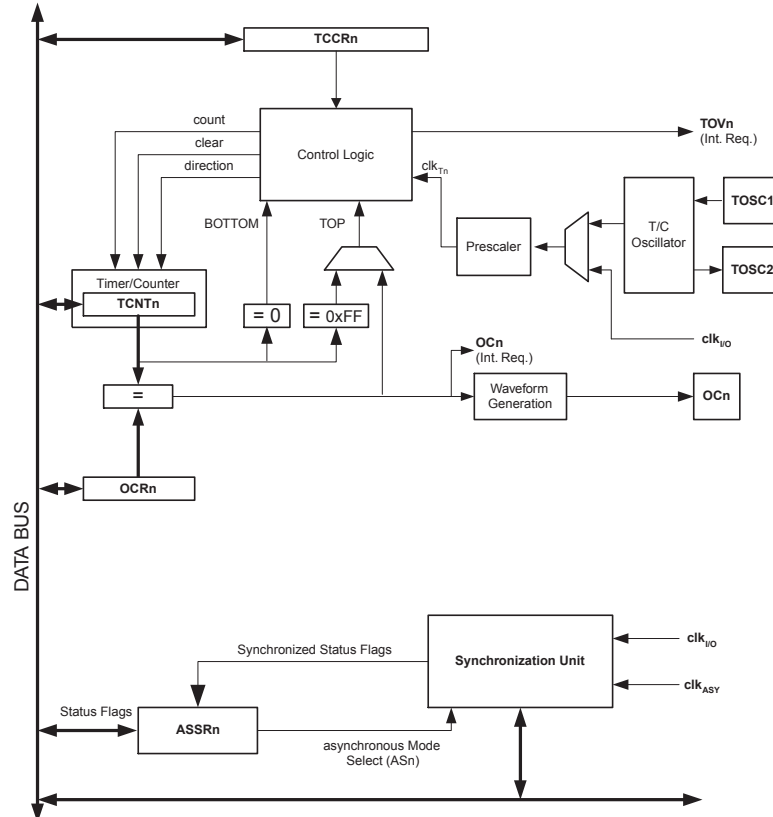 TCCRn
count
clear
direction
Control Logic
TOVn
(Int. Req.)
clkTn
BOTTOM
TOP
Prescaler
T/C
Oscillator
TOSC1
TOSC2
Timer/Counter
TCNTn
= 0
= 0xFF
clkI/O
OCn
(Int. Req.)
=
Waveform
Generation
OCn
OCRn
DATA BUS
Synchronized Status Flags
Synchronization Unit
clkI/O
clkASY
Status Flags
ASSRn
asynchronous Mode
Select (ASn)